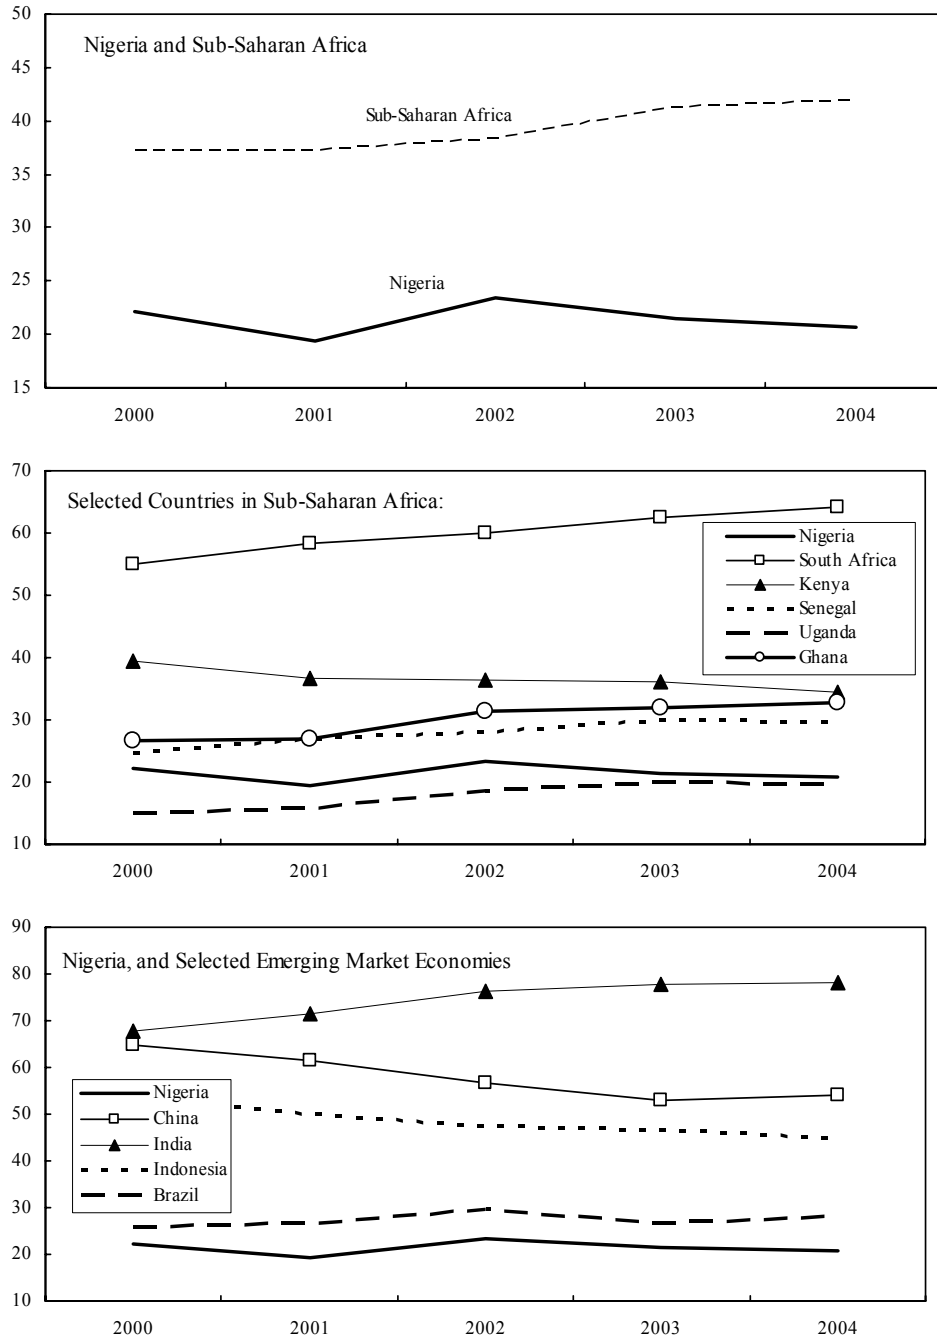 50
Nigeria and Sub-Saharan Africa
45
40
Sub-Saharan Africa
35
30
25
Nigeria
20
15
2000 2001 2002 2003 2004
70
Selected Countries in Sub-Saharan Africa:
60
Nigeria
South Africa
Kenya
Senegal
Uganda
Ghana
50
40
30
20
10
2000 2001 2002 2003 2004
90
Nigeria, and Selected Emerging Market Economies
80
70
60
Nigeria
China
India
Indonesia
Brazil
50
40
30
20
10
2000 2001 2002 2003 2004